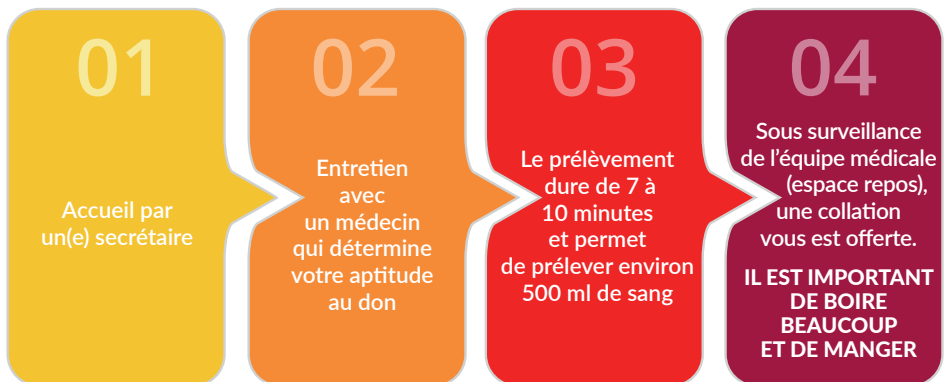 01
Accueil par
un(e) secrétaire
02
Entretien
avec
un médecin
qui détermine
votre aptitude
au don
03
Le prélèvement
dure de 7 à
10 minutes
et permet
de prélever environ
500 ml de sang
04
Sous surveillance
de l’équipe médicale
(espace repos),
une collation
vous est offerte.
IL EST IMPORTANT
DE BOIRE
BEAUCOUP
ET DE MANGER